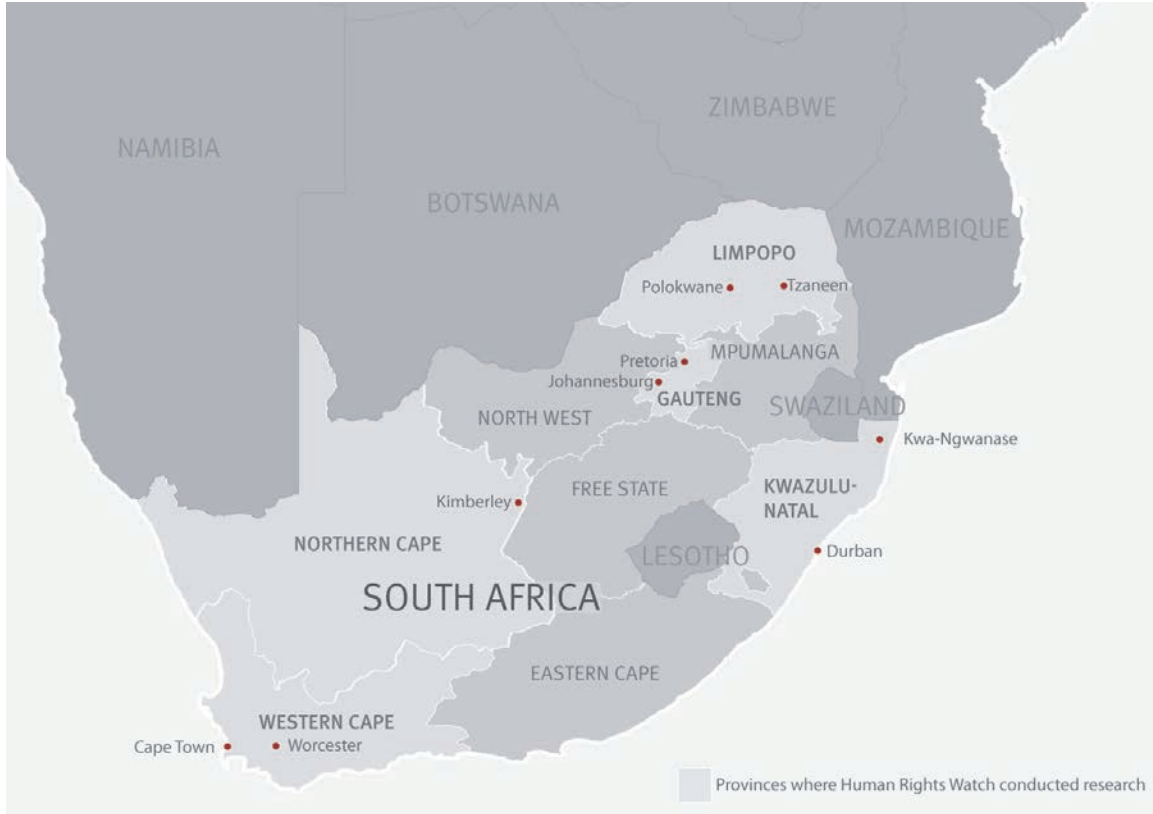 ZIMBABWE
NAMIBIA
BOTSWANA
MOZAMBIQUE
LIMPOPO
Polokwane
Tzaneen
Pretoria
MPUMALANGA
Johannesburg
GAUTENG
SWAZILAND
NORTH WEST
Kwa-Ngwanase
KWAZULU-
NATAL
FREE STATE
Kimberley
NORTHERN CAPE
LESOTHO
Durban
SOUTH AFRICA
EASTERN CAPE
WESTERN CAPE
Cape Town
Worcester
Provinces where Human Rights Watch conducted research